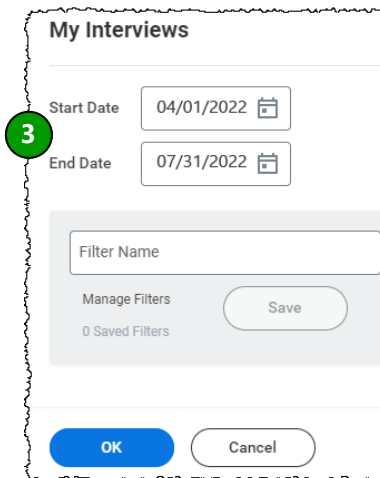 My Interviews
Start Date 04/01/2022
3
End Date 07/31/2022
Filter Name
Manage Filters Save
0 Saved Filters
OK Cancel